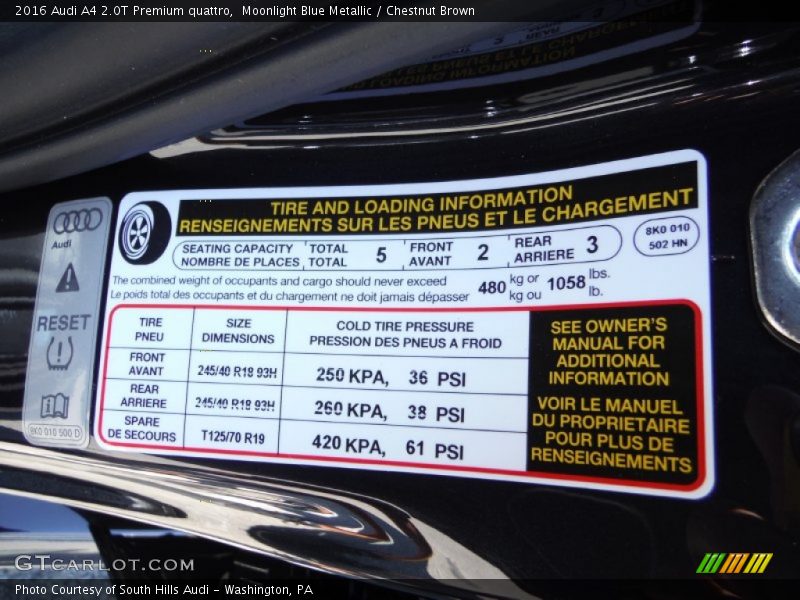 2016 Audi A4 2.0T Premium quattro,  Moonlight Blue Metallic / Chestnut Brown
TIRE AND LOADING INFORMATION
RENSEIGNEMENTS SUR LES PNEUS ET LE CHARGEMENT
SEATING CAPACITY TOTAL 5 FRONT 2 REAR 3
NOMBRE DE PLACES TOTAL AVANT ARRIERE
8K0 010
502 HN
The combined weight of occupants and cargo should never exceed 480 kg or 1058 lbs.
Le poids total des occupants et du chargement ne doit jamais dépasser kg ou lb.
TIRE SIZE COLD TIRE PRESSURE
PNEU DIMENSIONS PRESSION DES PNEUS A FROID
FRONT
AVANT 245/40 R18 93H 250 KPA, 36 PSI
REAR
ARRIERE 245/40 R18 93H 260 KPA, 38 PSI
SPARE
DE SECOURS T125/70 R19 420 KPA, 61 PSI
SEE OWNER'S
MANUAL FOR
ADDITIONAL
INFORMATION
VOIR LE MANUEL
DU PROPRIETAIRE
POUR PLUS DE
RENSEIGNEMENTS
Audi
RESET
8K0 010 500 D
GTCARLOT.COM
Photo Courtesy of South Hills Audi - Washington, PA